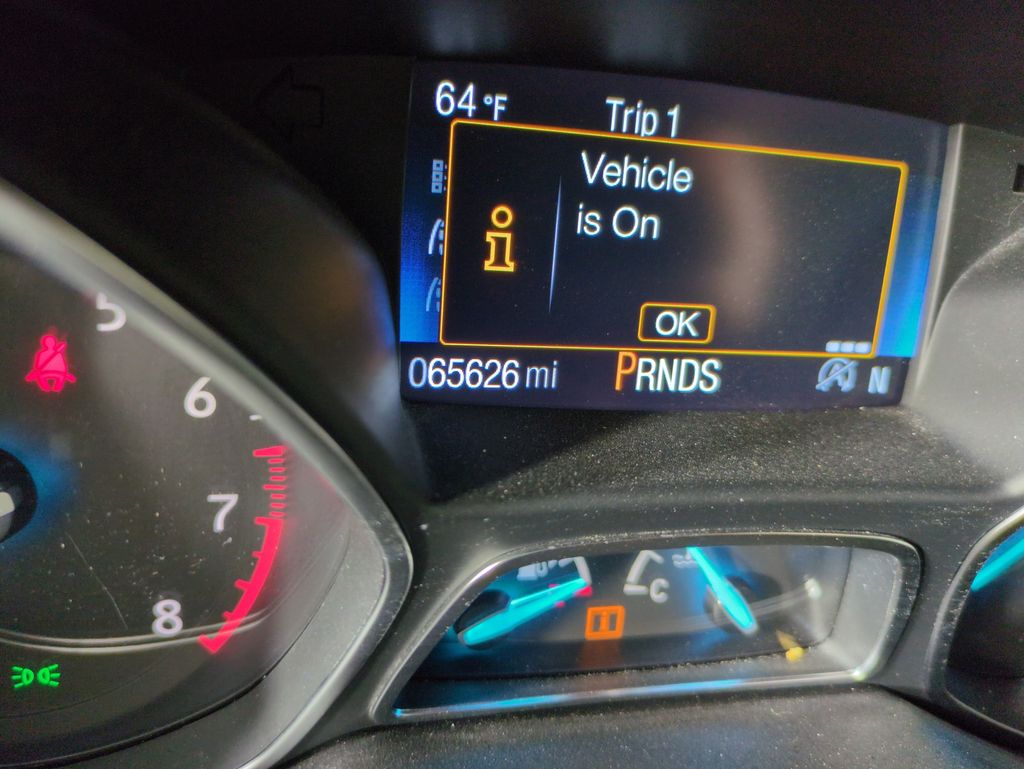 64 °F
Trip 1
Vehicle
is On
OK
065626 mi
PRNDS
N
5
6
7
8
C